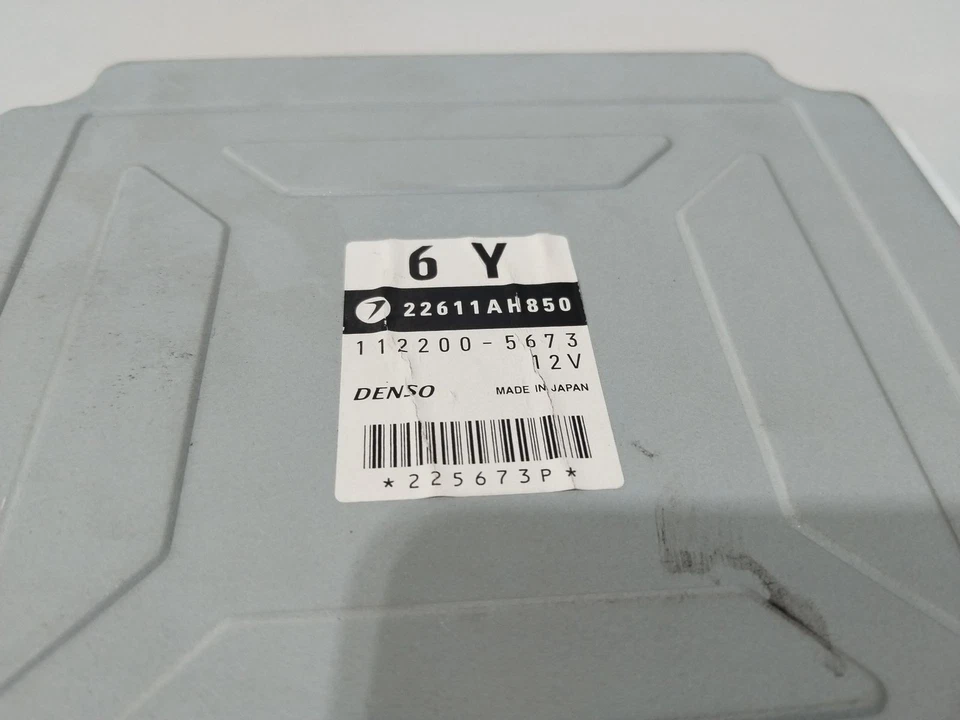 6 Y
22611AH850
112200-5673
12V
DENSO MADE IN JAPAN
*225673P*